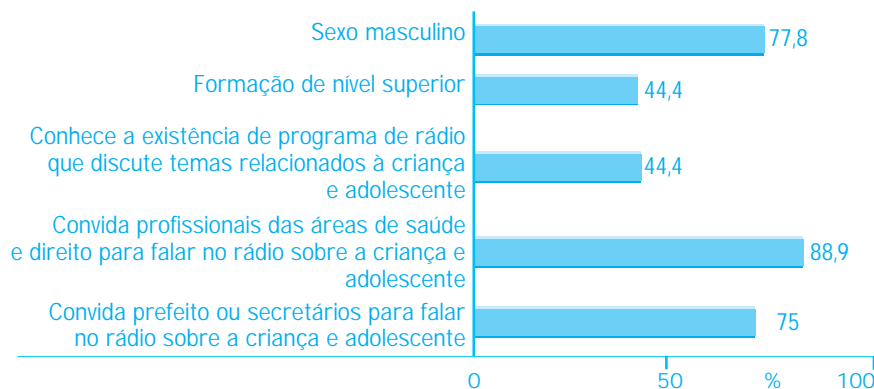 Sexo masculino
77,8
Formação de nível superior
44,4
Conhece a existência de programa de rádio
que discute temas relacionados à criança
e adolescente
44,4
Convida profissionais das áreas de saúde
e direito para falar no rádio sobre a criança e
adolescente
88,9
Convida prefeito ou secretários para falar
no rádio sobre a criança e adolescente
75
0 50 % 100